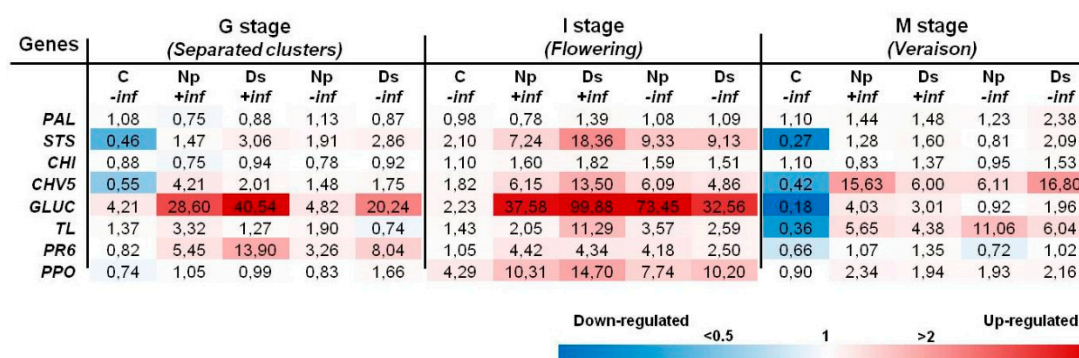 G stage I stage M stage
Genes (Separated clusters) (Flowering) (Veraison)
C Np Ds Np Ds C Np Ds Np Ds C Np Ds Np Ds
-inf +inf +inf -inf -inf -inf +inf +inf -inf -inf -inf +inf +inf -inf -inf
PAL 1,08 0,75 0,88 1,13 0,87 0,98 0,78 1,39 1,08 1,09 1,10 1,44 1,48 1,23 2,38
STS 0,46 1,47 3,06 1,91 2,86 2,10 7,24 18,36 9,33 9,13 0,27 1,28 1,60 0,81 2,09
CHI 0,88 0,75 0,94 0,78 0,92 1,10 1,60 1,82 1,59 1,51 1,10 0,83 1,37 0,95 1,53
CHV5 0,55 4,21 2,01 1,48 1,75 1,82 6,15 13,50 6,09 4,86 0,42 15,63 6,00 6,11 16,80
GLUC 4,21 28,60 40,54 4,82 20,24 2,23 37,58 99,88 73,45 32,56 0,18 4,03 3,01 0,92 1,96
TL 1,37 3,32 1,27 1,90 0,74 1,43 2,05 11,29 3,57 2,59 0,36 5,65 4,38 11,06 6,04
PR6 0,82 5,45 13,90 3,26 8,04 1,05 4,42 4,34 4,18 2,50 0,66 1,07 1,35 0,72 1,02
PPO 0,74 1,05 0,99 0,83 1,66 4,29 10,31 14,70 7,74 10,20 0,90 2,34 1,94 1,93 2,16
Down-regulated Up-regulated
<0.5 1 >2